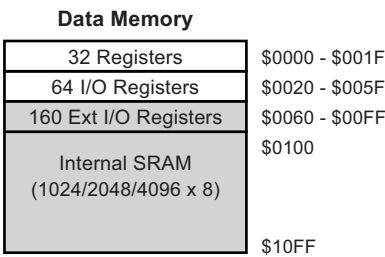 Data Memory
32 Registers $0000 - $001F
64 I/O Registers $0020 - $005F
160 Ext I/O Registers $0060 - $00FF
$0100
Internal SRAM
(1024/2048/4096 x 8)
$10FF